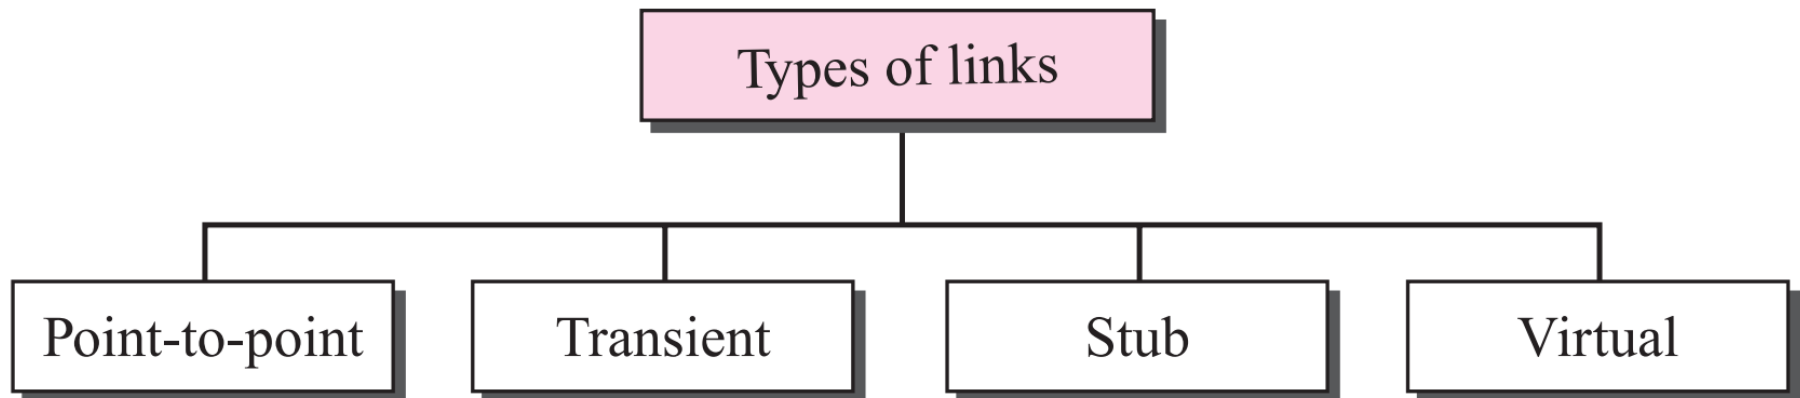 Types of links
Point-to-point
Transient
Stub
Virtual